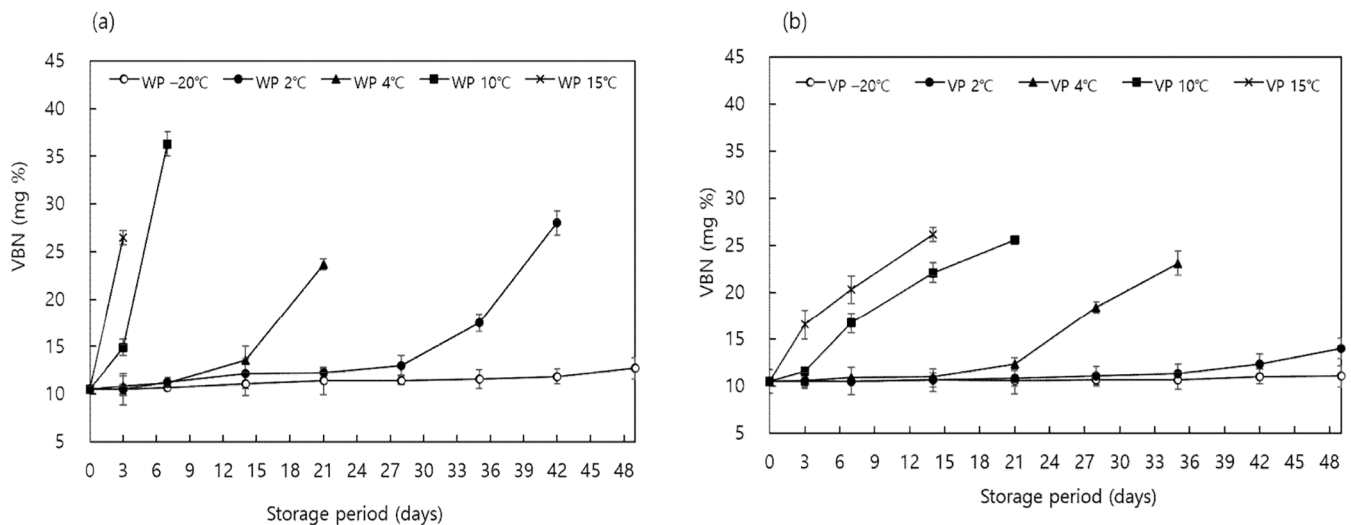 (a)
WP −20℃ WP 2℃ WP 4℃ WP 10℃ WP 15℃
VBN (mg %)
45
40
35
30
25
20
15
10
5
0 3 6 9 12 15 18 21 24 27 30 33 36 39 42 45 48
Storage period (days)
(b)
VP −20℃ VP 2℃ VP 4℃ VP 10℃ VP 15℃
VBN (mg %)
45
40
35
30
25
20
15
10
5
0 3 6 9 12 15 18 21 24 27 30 33 36 39 42 45 48
Storage period (days)